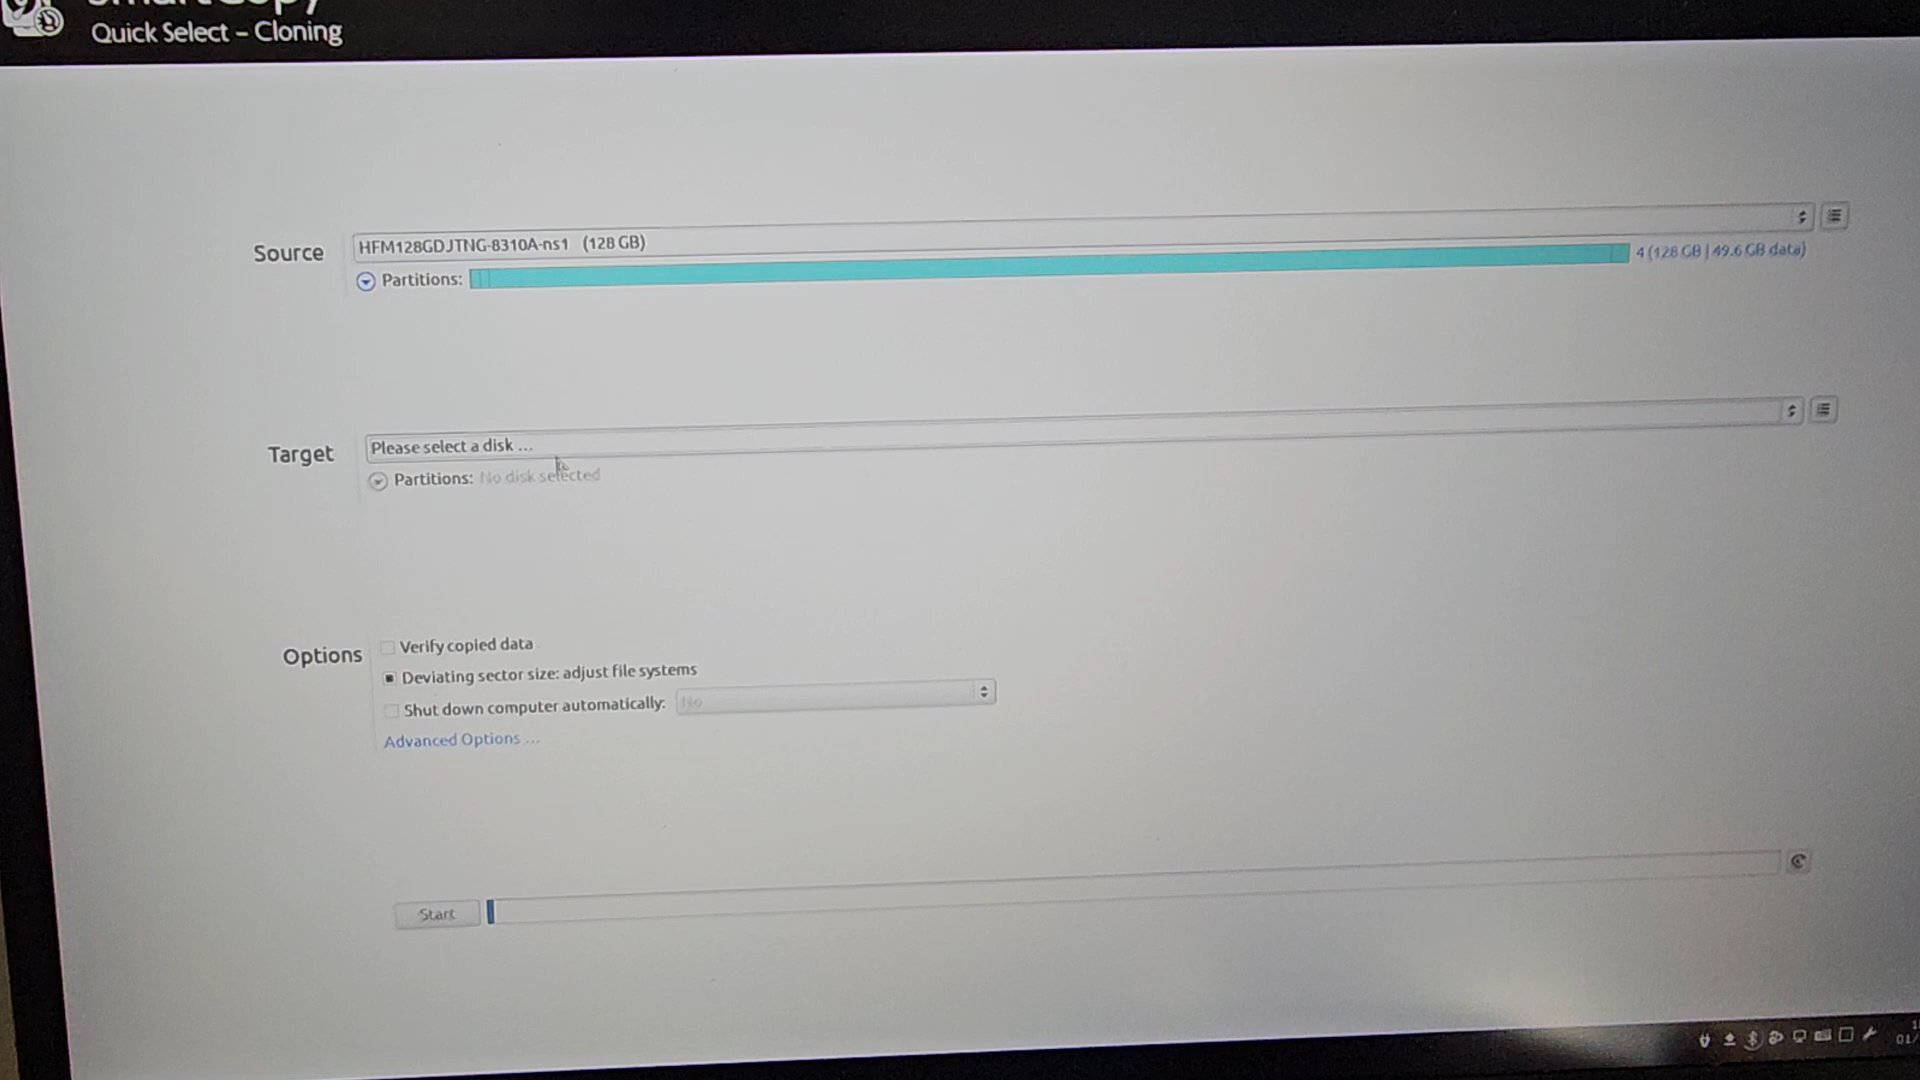 SmartCopy
Quick Select – Cloning
Source
HFM128GDJTNG-8310A-ns1 (128 GB)
Partitions:
4 (128 GB | 49.6 GB data)
Target
Please select a disk ...
Partitions: No disk selected
Options
Verify copied data
Deviating sector size: adjust file systems
Shut down computer automatically: No
Advanced Options ...
Start
01/